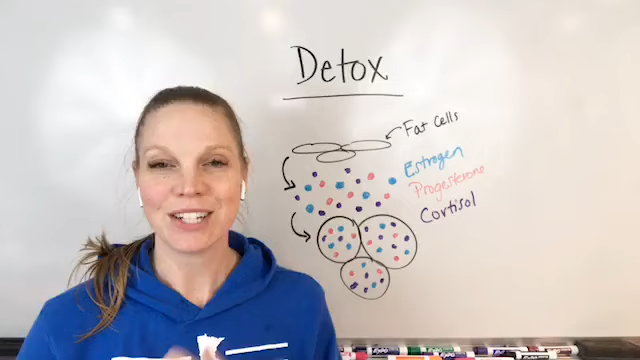 Detox
Fat Cells
Estrogen
Progesterone
Cortisol